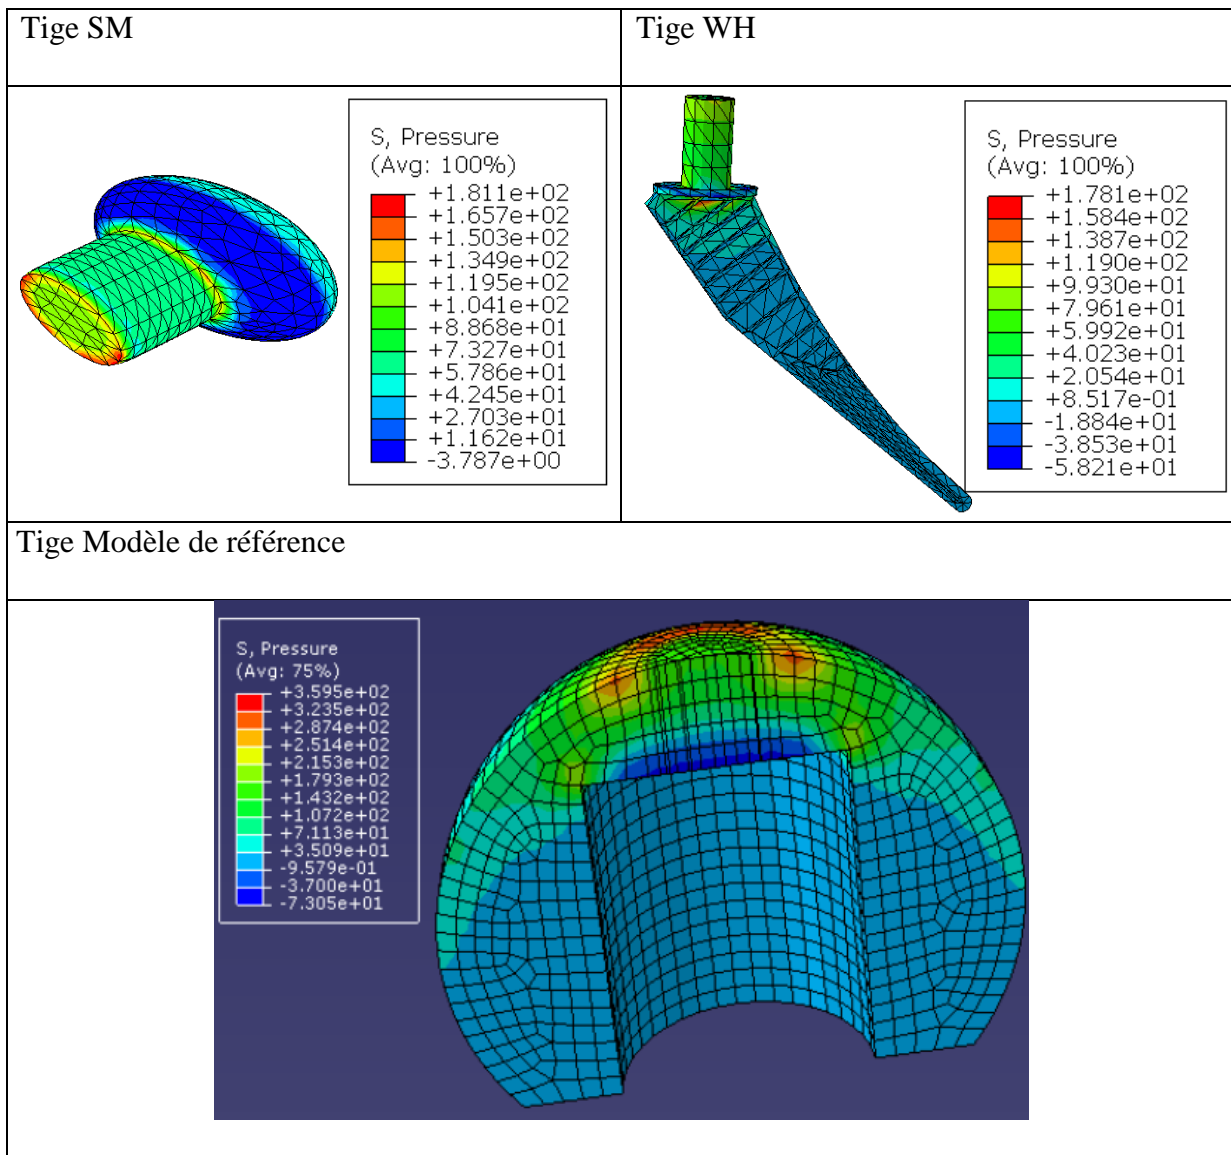 Tige SM
Tige WH
S, Pressure
(Avg: 100%)
+1.811e+02
+1.657e+02
+1.503e+02
+1.349e+02
+1.195e+02
+1.041e+02
+8.868e+01
+7.327e+01
+5.786e+01
+4.245e+01
+2.703e+01
+1.162e+01
-3.787e+00
S, Pressure
(Avg: 100%)
+1.781e+02
+1.584e+02
+1.387e+02
+1.190e+02
+9.930e+01
+7.961e+01
+5.992e+01
+4.023e+01
+2.054e+01
+8.517e-01
-1.884e+01
-3.853e+01
-5.821e+01
Tige Modèle de référence
S, Pressure
(Avg: 75%)
+3.595e+02
+3.235e+02
+2.874e+02
+2.514e+02
+2.153e+02
+1.793e+02
+1.432e+02
+1.072e+02
+7.113e+01
+3.509e+01
-9.579e-01
-3.700e+01
-7.305e+01